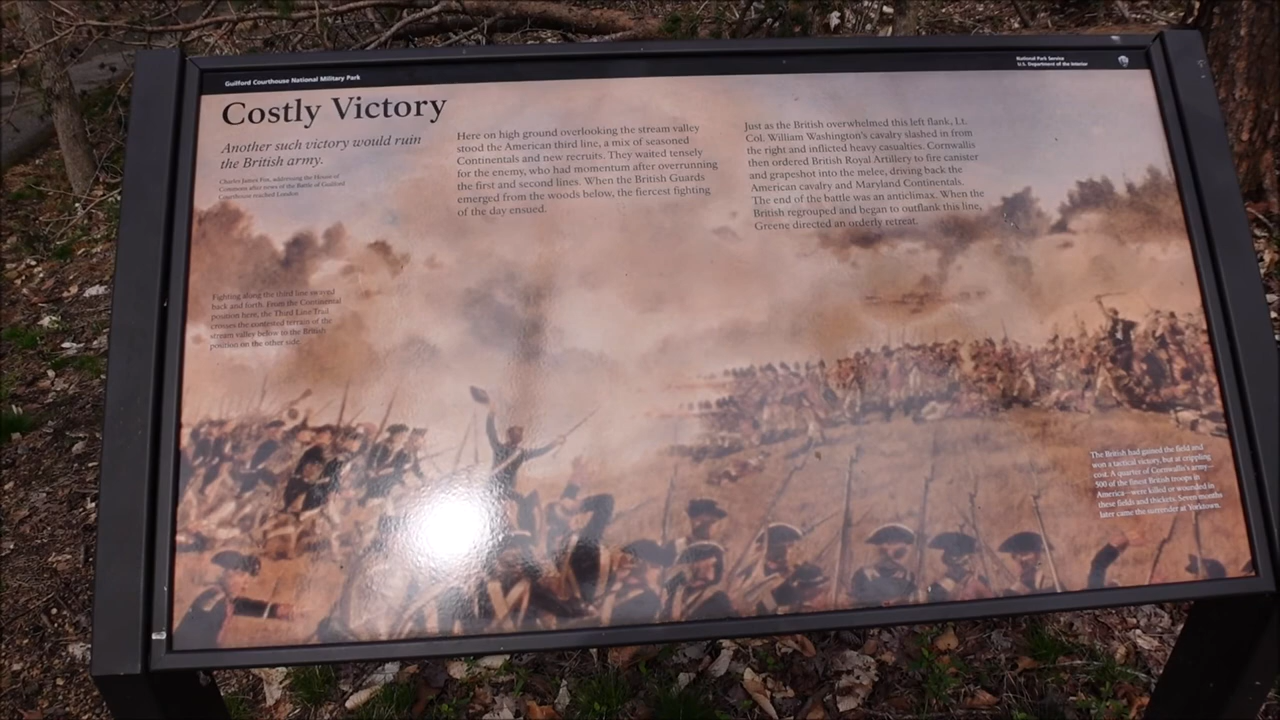 Guilford Courthouse National Military Park
National Park Service
U.S. Department of the Interior
Costly Victory
Another such victory would ruin
the British army.
Charles James Fox, addressing the House of
Commons after news of the Battle of Guilford
Courthouse reached London
Here on high ground overlooking the stream valley
stood the American third line, a mix of seasoned
Continentals and new recruits. They waited tensely
for the enemy, who had momentum after overrunning
the first and second lines. When the British Guards
emerged from the woods below, the fiercest fighting
of the day ensued.
Just as the British overwhelmed this left flank, Lt.
Col. William Washington's cavalry slashed in from
the right and inflicted heavy casualties. Cornwallis
then ordered British Royal Artillery to fire canister
and grapeshot into the melee, driving back the
American cavalry and Maryland Continentals.
The end of the battle was an anticlimax. When the
British regrouped and began to outflank this line,
Greene directed an orderly retreat.
Fighting along the third line swayed
back and forth. From the Continental
position here, the Third Line Trail
crosses the contested terrain of the
stream valley below to the British
position on the other side.
The British had gained the field and
won a tactical victory, but at crippling
cost. A quarter of Cornwallis's army—
500 of the finest British troops in
America—were killed or wounded in
these fields and thickets. Seven months
later came the surrender at Yorktown.